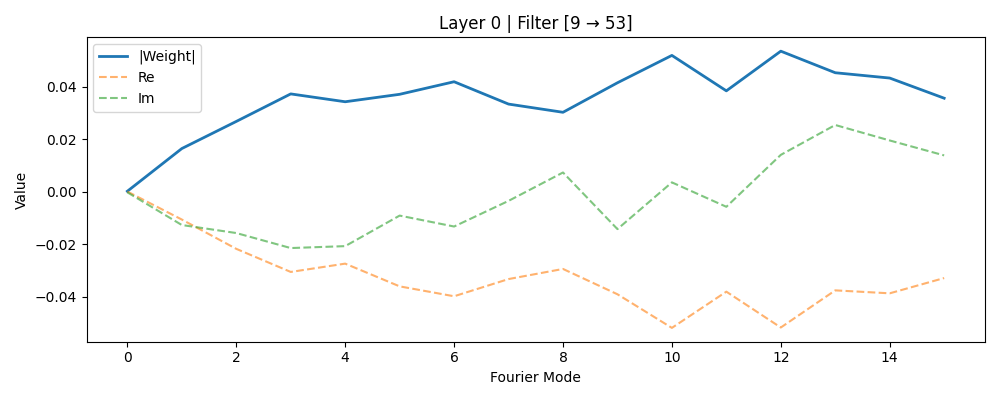 Layer 0 | Filter [9 → 53]
|Weight|
Re
Im
Value
0.04
0.02
0.00
−0.02
−0.04
0 2 4 6 8 10 12 14
Fourier Mode